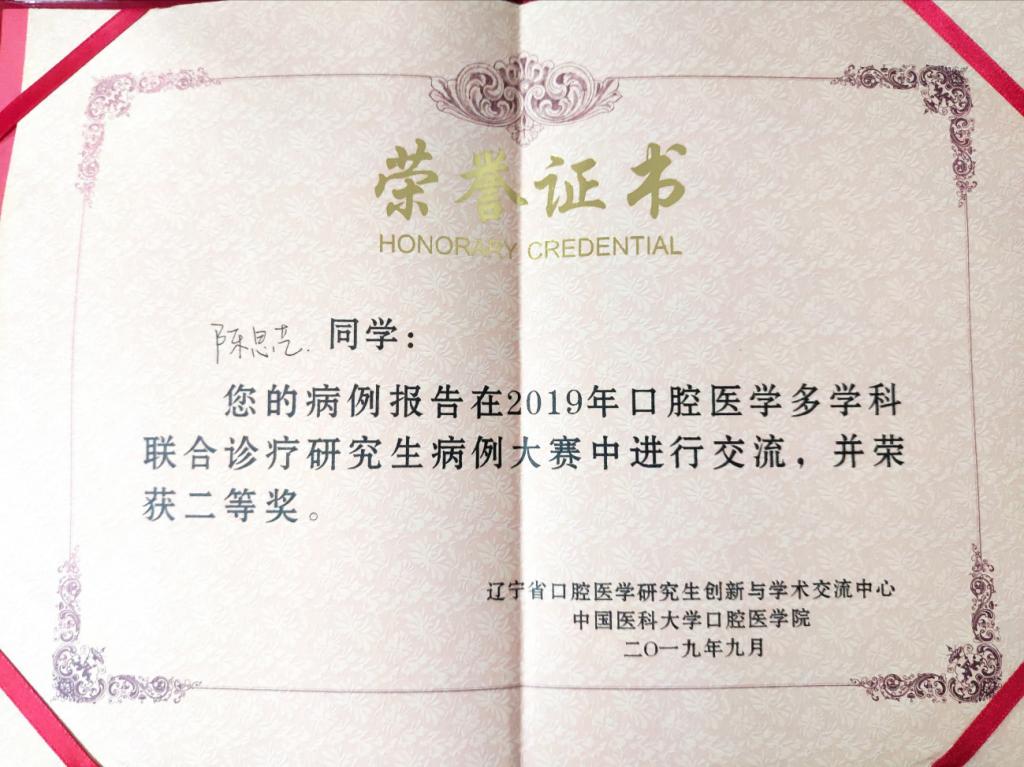 荣誉证书
HONORARY CREDENTIAL
陈思 同学：
您的病例报告在2019年口腔医学多学科
联合诊疗研究生病例大赛中进行交流，并荣
获二等奖。
辽宁省口腔医学研究生创新与学术交流中心
中国医科大学口腔医学院
二〇一九年九月